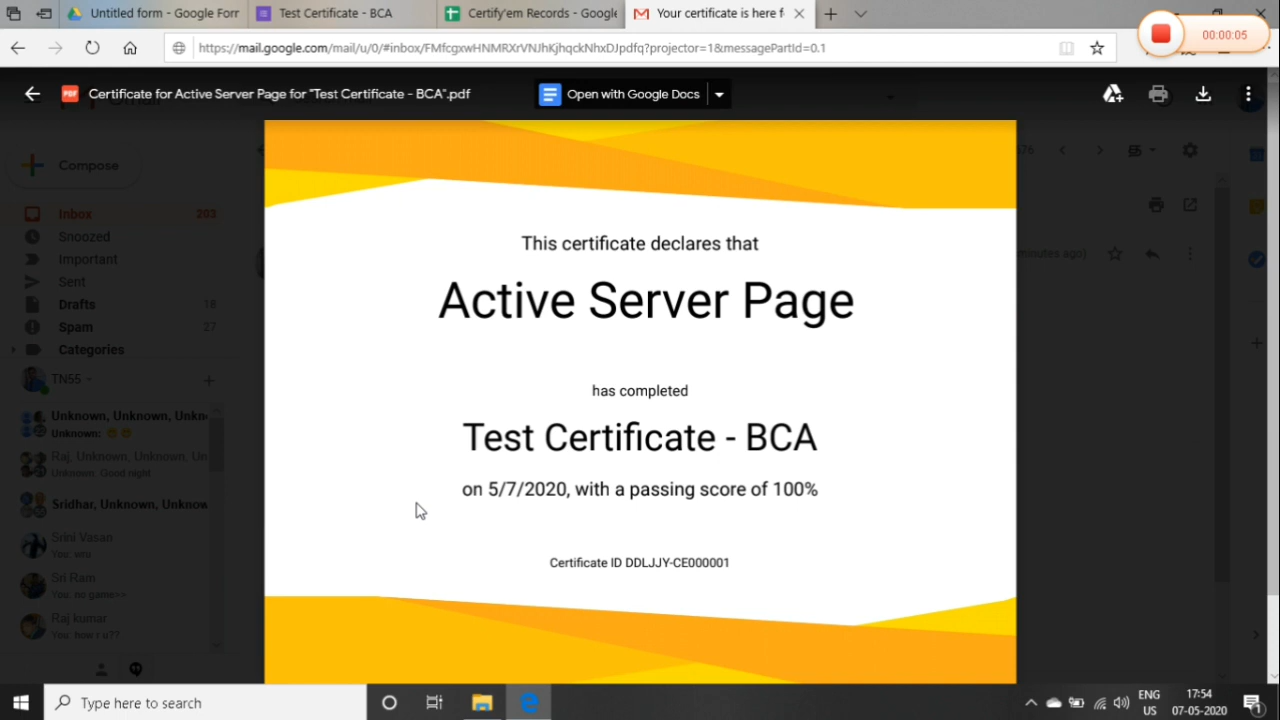 Untitled form - Google Forr
Test Certificate - BCA
Certify'em Records - Google
Your certificate is here f
00:00:05
https://mail.google.com/mail/u/0/#inbox/FMfcgxwHNMRXrVNJhKjhqckNhxDJpdfq?projector=1&messagePartId=0.1
PDF
Certificate for Active Server Page for "Test Certificate - BCA".pdf
Open with Google Docs
Compose
Inbox 203
Snoozed
Important
Sent
Drafts 18
Spam 27
Categories
TN55
Unknown, Unknown, Unkn
Unknown:
Raj, Unknown, Unknown, Un
Unknown: Good night
Sridhar, Unknown, Unknow
Srini Vasan
You: wru
Sri Ram
You: no game>>
Raj kumar
You: how r u??
minutes ago)
This certificate declares that
Active Server Page
has completed
Test Certificate - BCA
on 5/7/2020, with a passing score of 100%
Certificate ID DDLJJY-CE000001
Type here to search
ENG
US
17:54
07-05-2020
1